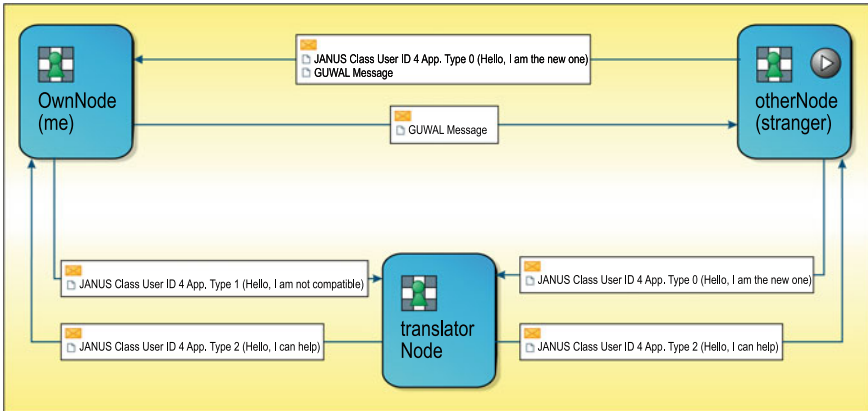 JANUS Class User ID 4 App. Type 0 (Hello, I am the new one)
GUWAL Message
OwnNode
(me)
otherNode
(stranger)
GUWAL Message
JANUS Class User ID 4 App, Type 1 (Hello, I am not compatible)
JANUS Class User ID 4 App. Type 0 (Hello, I am the new one)
translator
Node
JANUS Class User ID 4 App. Type 2 (Hello, I can help)
JANUS Class User ID 4 App. Type 2 (Hello, I can help)